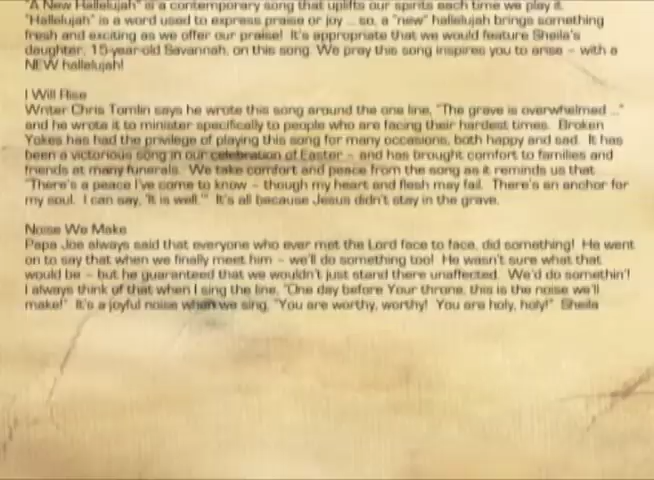 "A New Hallelujah" is a contemporary song that uplifts our spirits each time we play it.
"Hallelujah" is a word used to express praise or joy ... so, a "new" hallelujah brings something
fresh and exciting as we offer our praise! It's appropriate that we would feature Sheila's
daughter, 15-year-old Savannah, on this song. We pray this song inspires you to arise - with a
NEW hallelujah!
I Will Rise
Writer Chris Tomlin says he wrote this song around the one line, "The grave is overwhelmed ..."
and he wrote it to minister specifically to people who are facing their hardest times. Broken
Yokes has had the privilege of playing this song for many occasions, both happy and sad. It has
been a victorious song in our celebration of Easter - and has brought comfort to families and
friends at many funerals. We take comfort and peace from the song as it reminds us that
"There's a peace I've come to know - though my heart and flesh may fail. There's an anchor for
my soul. I can say, "It is well."" It's all because Jesus didn't stay in the grave.
Noise We Make
Papa Joe always said that everyone who ever met the Lord face to face, did something! He went
on to say that when we finally meet him - we'll do something too! He wasn't sure what that
would be - but he guaranteed that we wouldn't just stand there unaffected. We'd do somethin'!
I always think of that when I sing the line, "One day before Your throne, this is the noise we'll
make!" It's a joyful noise when we sing, "You are worthy, worthy! You are holy, holy!" Sheila